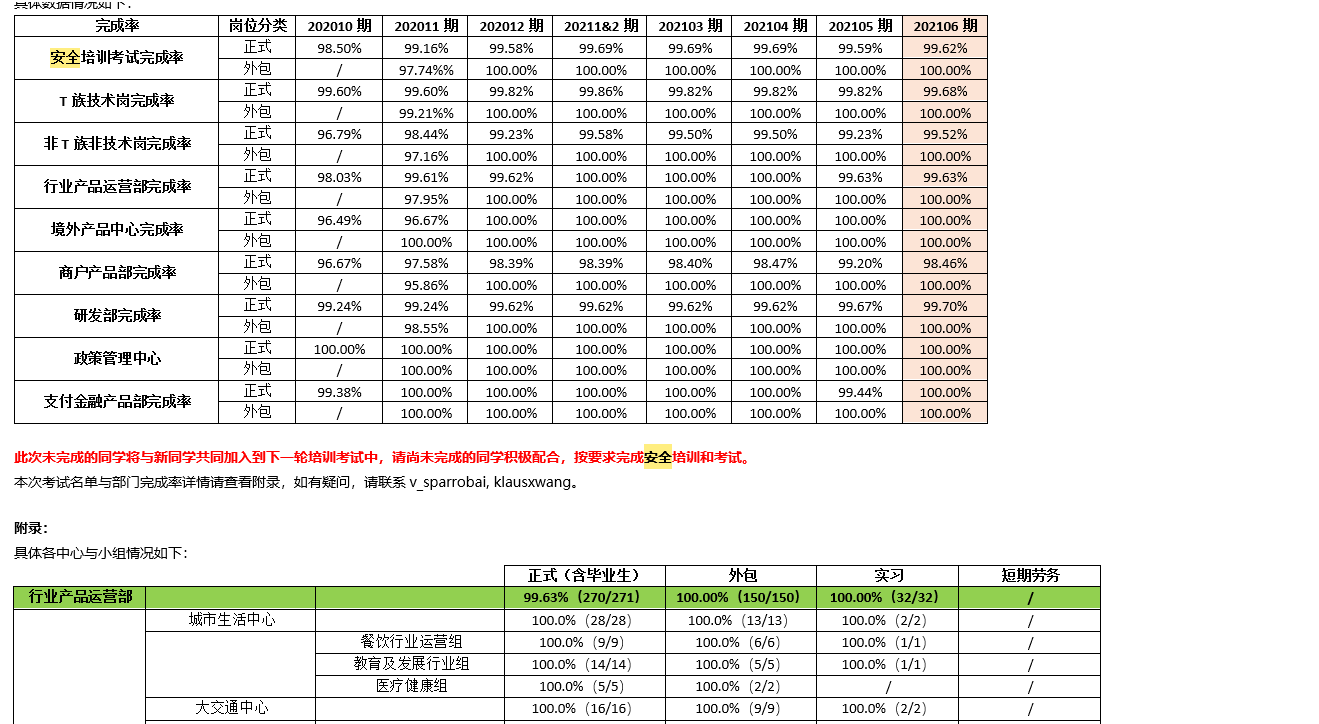 具体数据情况如下：
完成率 岗位分类 202010 期 202011 期 202012 期 20211&2 期 202103 期 202104 期 202105 期 202106 期
安全培训考试完成率 正式 98.50% 99.16% 99.58% 99.69% 99.69% 99.69% 99.59% 99.62%
外包 / 97.74%% 100.00% 100.00% 100.00% 100.00% 100.00% 100.00%
T 族技术岗完成率 正式 99.60% 99.60% 99.82% 99.86% 99.82% 99.82% 99.82% 99.68%
外包 / 99.21%% 100.00% 100.00% 100.00% 100.00% 100.00% 100.00%
非 T 族非技术岗完成率 正式 96.79% 98.44% 99.23% 99.58% 99.50% 99.50% 99.23% 99.52%
外包 / 97.16% 100.00% 100.00% 100.00% 100.00% 100.00% 100.00%
行业产品运营部完成率 正式 98.03% 99.61% 99.62% 100.00% 100.00% 100.00% 99.63% 99.63%
外包 / 97.95% 100.00% 100.00% 100.00% 100.00% 100.00% 100.00%
境外产品中心完成率 正式 96.49% 96.67% 100.00% 100.00% 100.00% 100.00% 100.00% 100.00%
外包 / 100.00% 100.00% 100.00% 100.00% 100.00% 100.00% 100.00%
商户产品部完成率 正式 96.67% 97.58% 98.39% 98.39% 98.40% 98.47% 99.20% 98.46%
外包 / 95.86% 100.00% 100.00% 100.00% 100.00% 100.00% 100.00%
研发部完成率 正式 99.24% 99.24% 99.62% 99.62% 99.62% 99.62% 99.67% 99.70%
外包 / 98.55% 100.00% 100.00% 100.00% 100.00% 100.00% 100.00%
政策管理中心 正式 100.00% 100.00% 100.00% 100.00% 100.00% 100.00% 100.00% 100.00%
外包 / 100.00% 100.00% 100.00% 100.00% 100.00% 100.00% 100.00%
支付金融产品部完成率 正式 99.38% 100.00% 100.00% 100.00% 100.00% 100.00% 99.44% 100.00%
外包 / 100.00% 100.00% 100.00% 100.00% 100.00% 100.00% 100.00%
此次未完成的同学将与新同学共同加入到下一轮培训考试中，请尚未完成的同学积极配合，按要求完成安全培训和考试。
本次考试名单与部门完成率详情请查看附录，如有疑问，请联系 v_sparrobai, klausxwang。
附录：
具体各中心与小组情况如下：
正式（含毕业生） 外包 实习 短期劳务
行业产品运营部 99.63%（270/271） 100.00%（150/150） 100.00%（32/32） /
城市生活中心 100.0%（28/28） 100.0%（13/13） 100.0%（2/2） /
餐饮行业运营组 100.0%（9/9） 100.0%（6/6） 100.0%（1/1） /
教育及发展行业组 100.0%（14/14） 100.0%（5/5） 100.0%（1/1） /
医疗健康组 100.0%（5/5） 100.0%（2/2） / /
大交通中心 100.0%（16/16） 100.0%（9/9） 100.0%（2/2） /